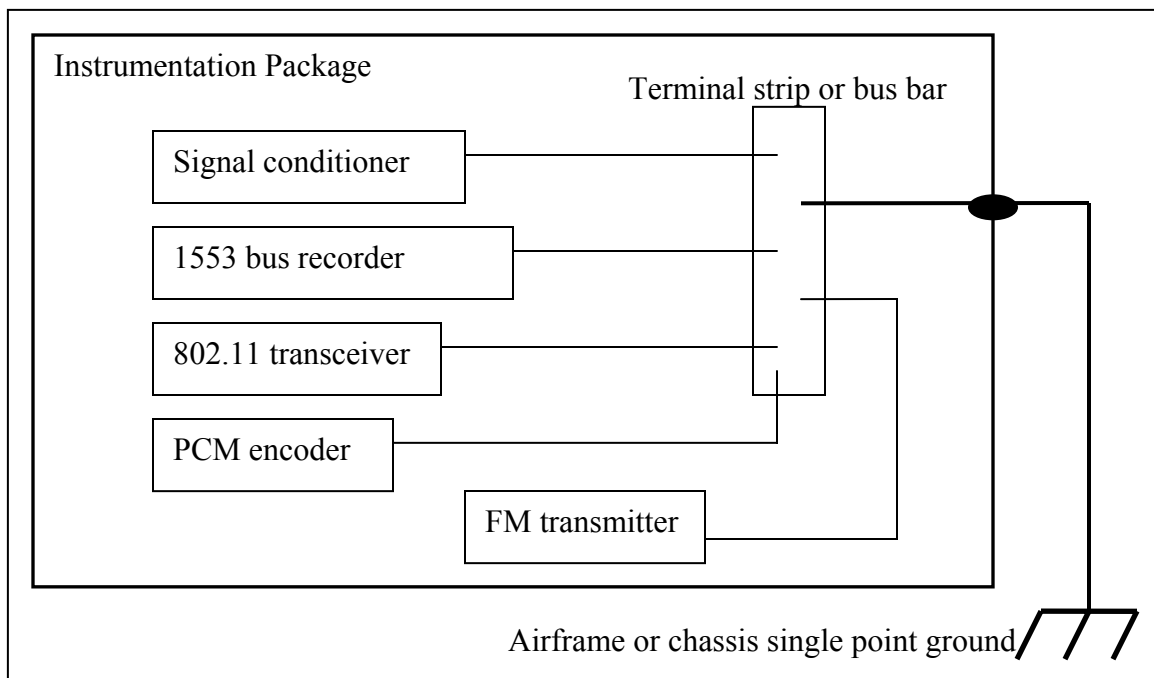 Instrumentation Package
Terminal strip or bus bar
Signal conditioner
1553 bus recorder
802.11 transceiver
PCM encoder
FM transmitter
Airframe or chassis single point ground